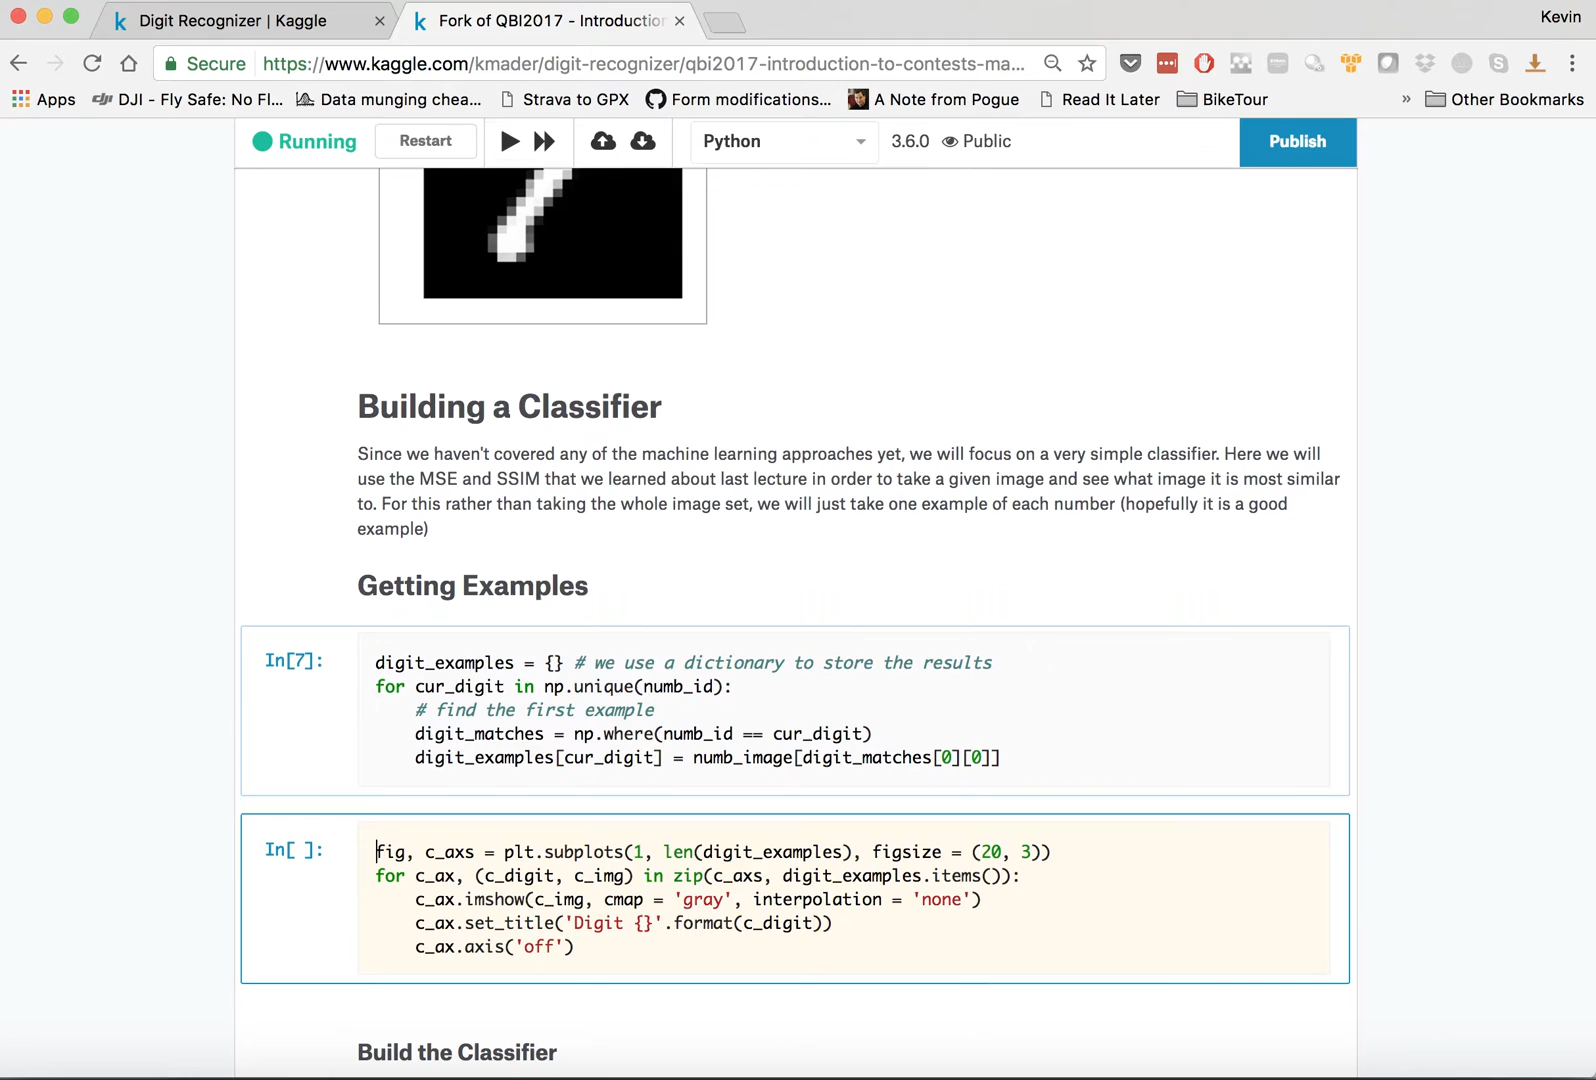 Digit Recognizer | Kaggle
Fork of QBI2017 - Introduction
Kevin
Secure https://www.kaggle.com/kmader/digit-recognizer/qbi2017-introduction-to-contests-ma...
Apps DJI - Fly Safe: No Fl... Data munging chea... Strava to GPX Form modifications... A Note from Pogue Read It Later BikeTour » Other Bookmarks
Running Restart Python 3.6.0 Public Publish
Building a Classifier
Since we haven't covered any of the machine learning approaches yet, we will focus on a very simple classifier. Here we will
use the MSE and SSIM that we learned about last lecture in order to take a given image and see what image it is most similar
to. For this rather than taking the whole image set, we will just take one example of each number (hopefully it is a good
example)
Getting Examples
In[7]:
digit_examples = {} # we use a dictionary to store the results
for cur_digit in np.unique(numb_id):
    # find the first example
    digit_matches = np.where(numb_id == cur_digit)
    digit_examples[cur_digit] = numb_image[digit_matches[0][0]]
In[ ]:
fig, c_axs = plt.subplots(1, len(digit_examples), figsize = (20, 3))
for c_ax, (c_digit, c_img) in zip(c_axs, digit_examples.items()):
    c_ax.imshow(c_img, cmap = 'gray', interpolation = 'none')
    c_ax.set_title('Digit {}'.format(c_digit))
    c_ax.axis('off')
Build the Classifier